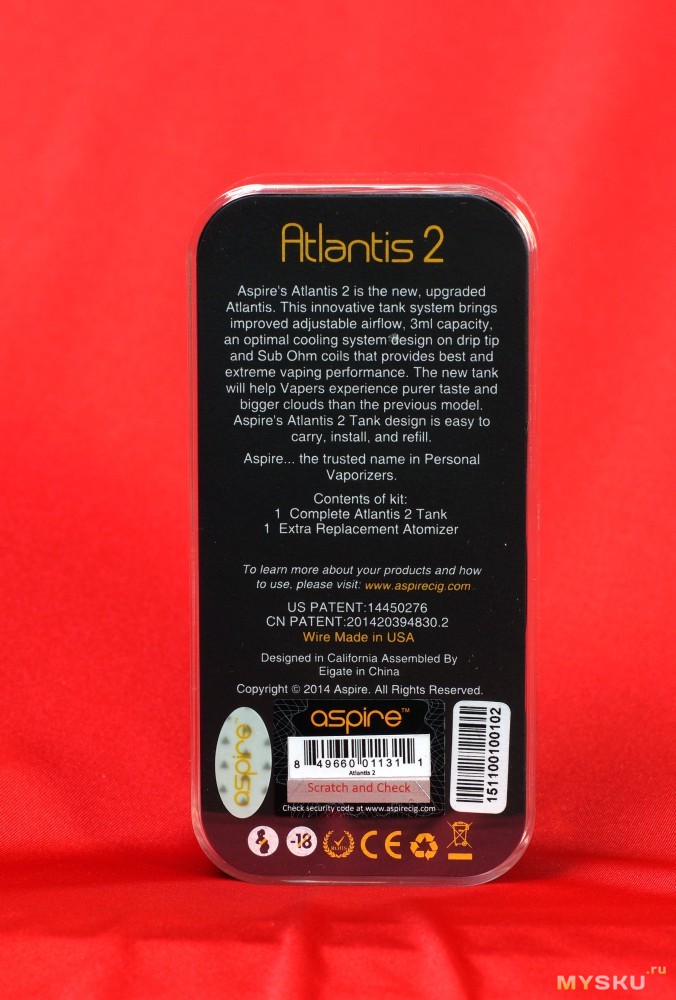 Atlantis 2
Aspire's Atlantis 2 is the new, upgraded
Atlantis. This innovative tank system brings
improved adjustable airflow, 3ml capacity,
an optimal cooling system design on drip tip
and Sub Ohm coils that provides best and
extreme vaping performance. The new tank
will help Vapers experience purer taste and
bigger clouds than the previous model.
Aspire's Atlantis 2 Tank design is easy to
carry, install, and refill.
Aspire... the trusted name in Personal
Vaporizers.
Contents of kit:
1 Complete Atlantis 2 Tank
1 Extra Replacement Atomizer
To learn more about your products and how
to use, please visit: www.aspirecig.com
US PATENT:14450276
CN PATENT:201420394830.2
Wire Made in USA
Designed in California Assembled By
Eigate in China
Copyright © 2014 Aspire. All Rights Reserved.
aspire
aspire™
8 49660 01131 1
Atlantis 2
Scratch and Check
Check security code at www.aspirecig.com
151100100102
-18
ROHS
CE
MYSKU.ru